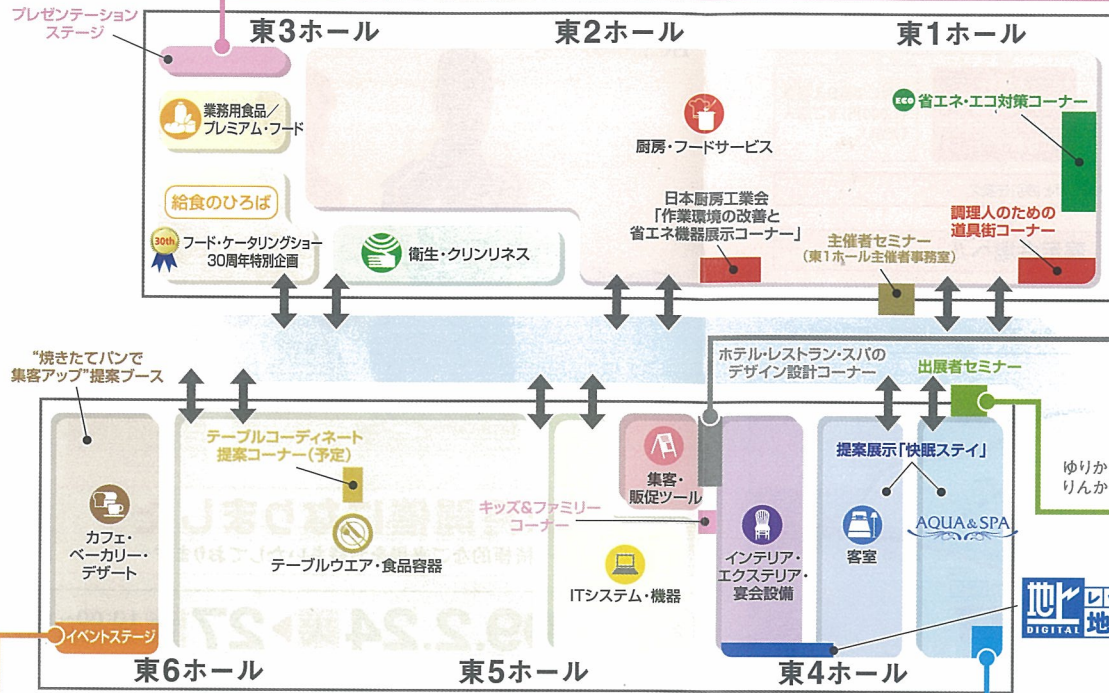 プレゼンテーション
ステージ
東3ホール
東2ホール
東1ホール
業務用食品／
プレミアム・フード
給食のひろば
30th
フード・ケータリングショー
30周年特別企画
衛生・クリンリネス
厨房・フードサービス
日本厨房工業会
「作業環境の改善と
省エネ機器展示コーナー」
ECO 省エネ・エコ対策コーナー
調理人のための
道具街コーナー
主催者セミナー
（東1ホール主催者事務室）
“焼きたてパンで
集客アップ”提案ブース
ホテル・レストラン・スパの
デザイン設計コーナー
出展者セミナー
テーブルコーディネート
提案コーナー（予定）
集客・
販促ツール
提案展示「快眠ステイ」
ゆりか
りんか
キッズ&ファミリー
コーナー
カフェ・
ベーカリー・
デザート
テーブルウエア・食品容器
ITシステム・機器
インテリア・
エクステリア・
宴会設備
客室
AQUA&SPA
イベントステージ
地
DIGITAL
レ
地
東6ホール
東5ホール
東4ホール